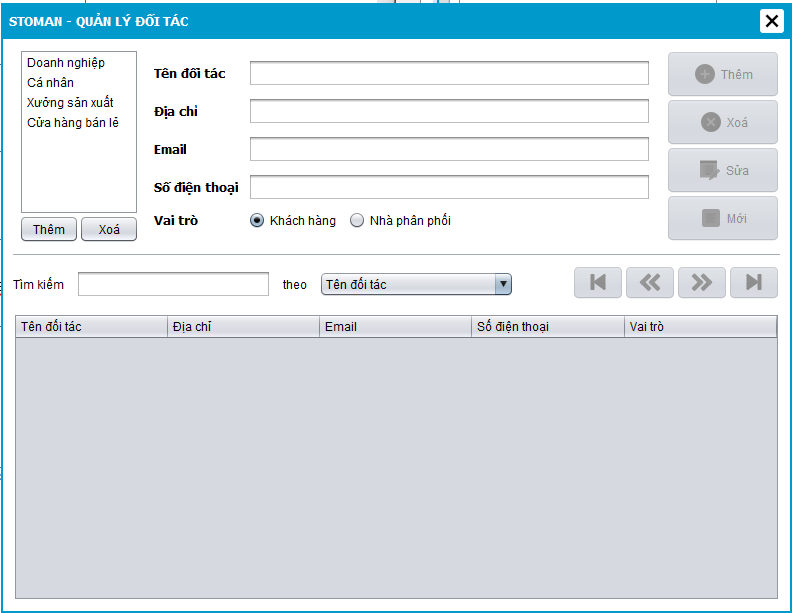 STOMAN - QUẢN LÝ ĐỐI TÁC
Doanh nghiệp
Cá nhân
Xưởng sản xuất
Cửa hàng bán lẻ
Thêm Xoá
Tên đối tác
Địa chỉ
Email
Số điện thoại
Vai trò Khách hàng Nhà phân phối
Thêm
Xoá
Sửa
Mới
Tìm kiếm theo Tên đối tác
Tên đối tác Địa chỉ Email Số điện thoại Vai trò